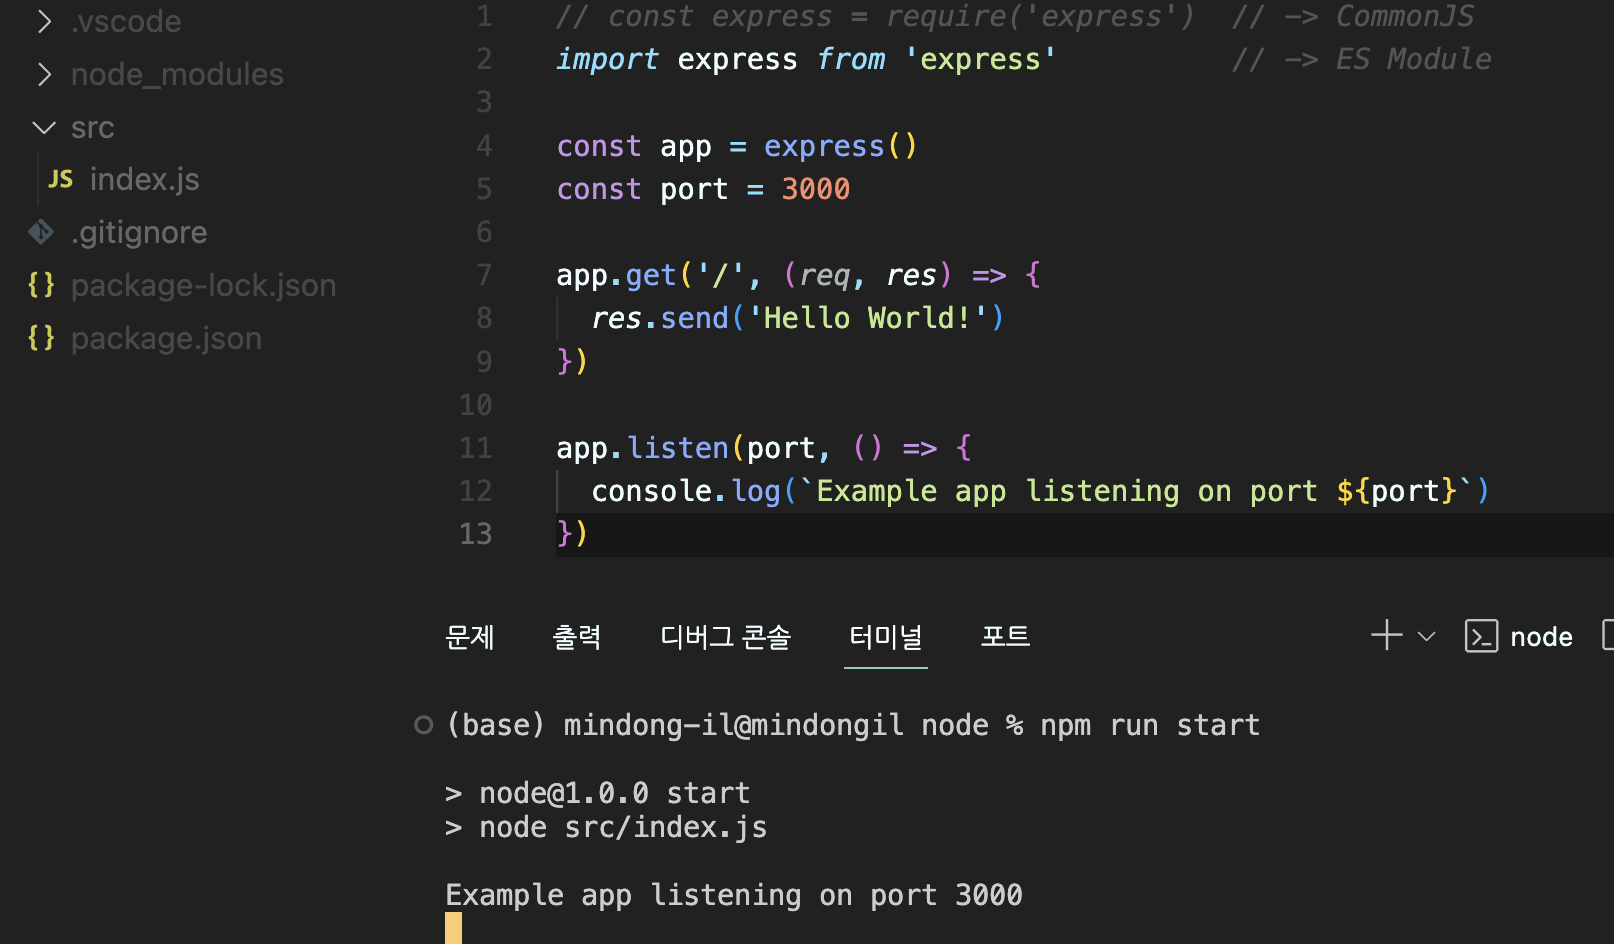 .vscode
node_modules
src
JS index.js
.gitignore
{} package-lock.json
{} package.json
1 // const express = require('express') // -> CommonJS
2 import express from 'express' // -> ES Module
3
4 const app = express()
5 const port = 3000
6
7 app.get('/', (req, res) => {
8 res.send('Hello World!')
9 })
10
11 app.listen(port, () => {
12 console.log(`Example app listening on port ${port}`)
13 })
문제 출력 디버그 콘솔 터미널 포트 node
(base) mindong-il@mindongil node % npm run start
> node@1.0.0 start
> node src/index.js
Example app listening on port 3000